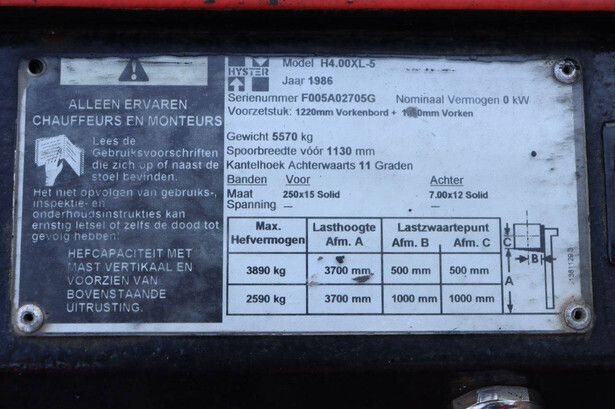 ALLEEN ERVAREN
CHAUFFEURS EN MONTEURS
Lees de
Gebruiksvoorschriften
die zich op of naast de
stoel bevinden.
Het niet opvolgen van gebruiks-,
inspektie- en
onderhoudsinstrukties kan
ernstig letsel of zelfs de dood tot
gevolg hebben!
HEFCAPACITEIT MET
MAST VERTIKAAL EN
VOORZIEN VAN
BOVENSTAANDE
UITRUSTING.
HYSTER
Model H4.00XL-5
Jaar 1986
Serienummer F005A02705G Nominaal Vermogen 0 kW
Voorzetstuk: 1220mm Vorkenbord + Vorken
Gewicht 5570 kg
Spoorbreedte vóór 1130 mm
Kantelhoek Achterwaarts 11 Graden
Banden Voor Achter
Maat 250x15 Solid 7.00x12 Solid
Spanning — —
Max. Lasthoogte Lastzwaartepunt
Hefvermogen Afm. A Afm. B Afm. C
3890 kg 3700 mm 500 mm 500 mm
2590 kg 3700 mm 1000 mm 1000 mm
C
B
A